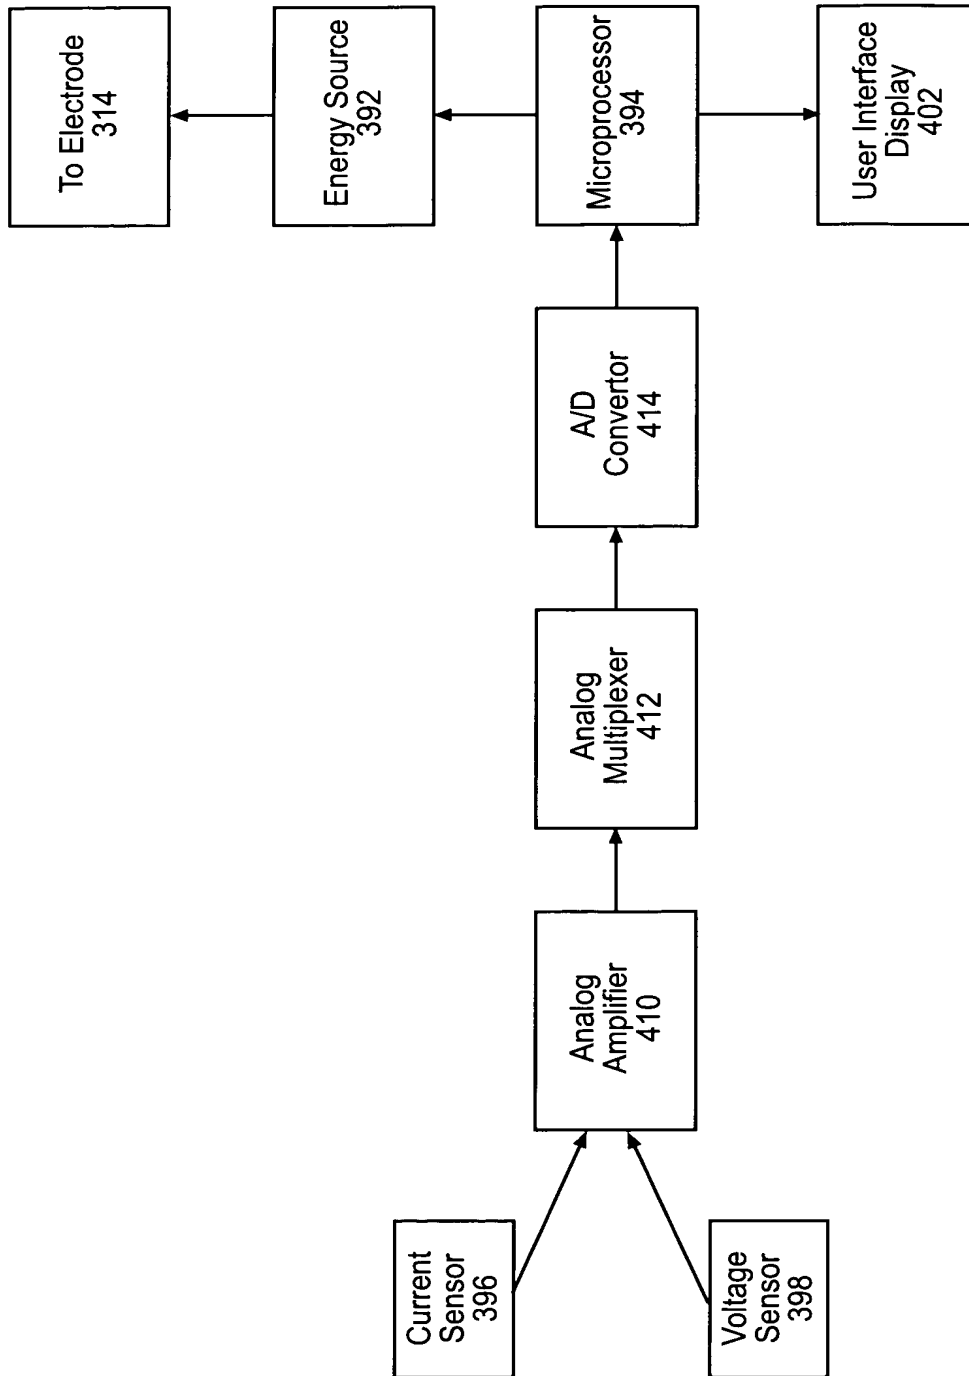 Current
Sensor
396
Voltage
Sensor
398
Analog
Amplifier
410
Analog
Multiplexer
412
A/D
Convertor
414
Microprocessor
394
Energy Source
392
To Electrode
314
User Interface
Display
402